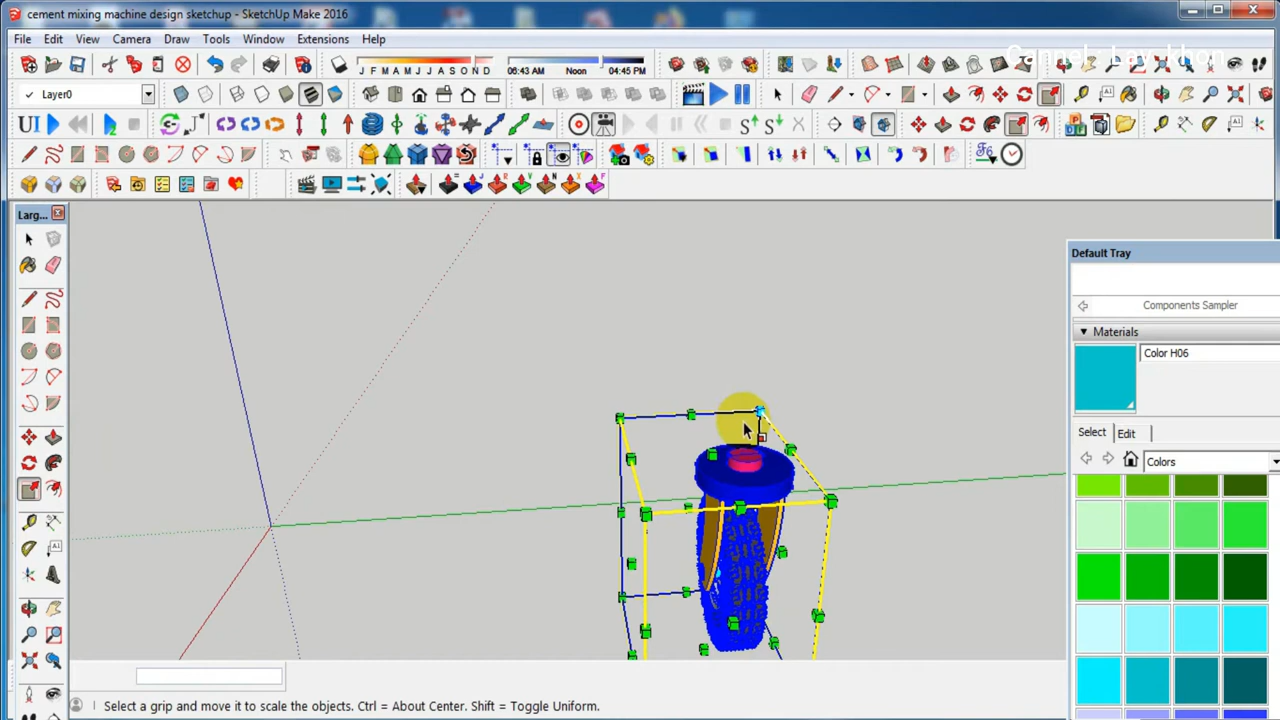 cement mixing machine design sketchup - SketchUp Make 2016
File Edit View Camera Draw Tools Window Extensions Help
J F M A M J J A S O N D
06:43 AM Noon 04:45 PM
Layer0
UI
Larg...
Default Tray
Components Sampler
Materials
Color H06
Select Edit
Colors
Select a grip and move it to scale the objects. Ctrl = About Center. Shift = Toggle Uniform.